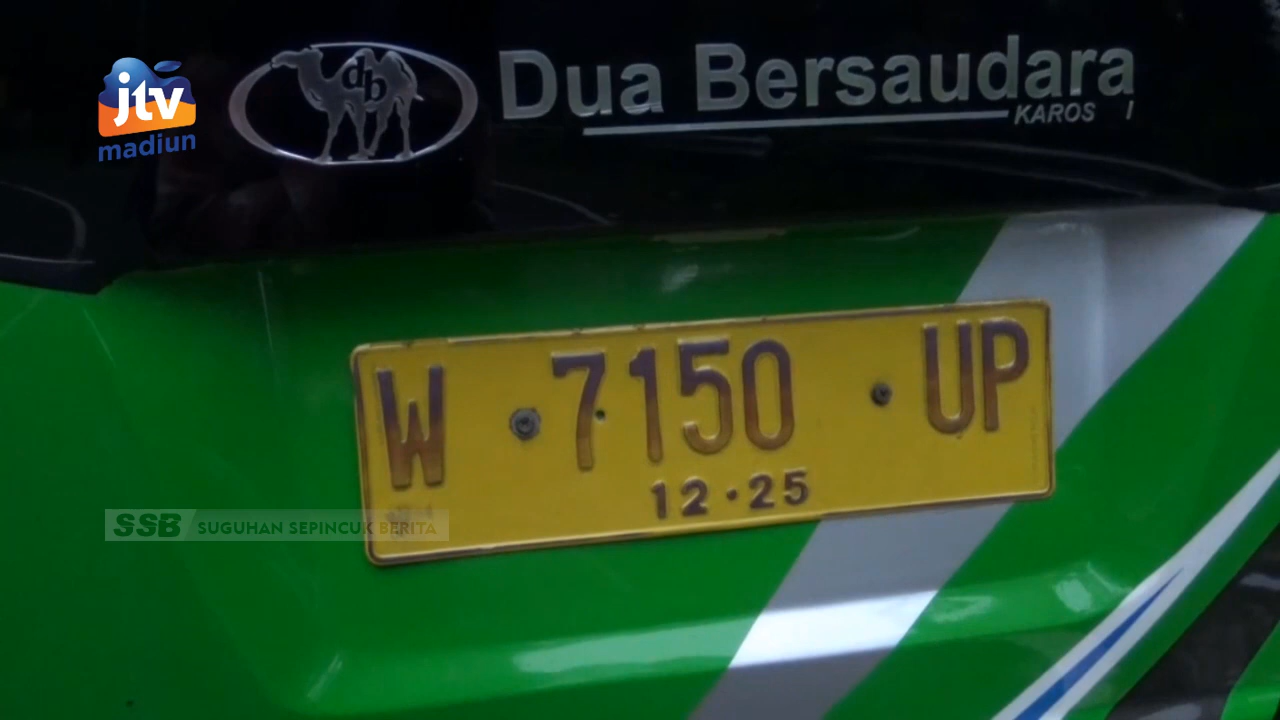 jtv
madiun
db
Dua Bersaudara
KAROS I
W 7150 UP
12 · 25
SSB SUGUHAN SEPINCUK BERITA